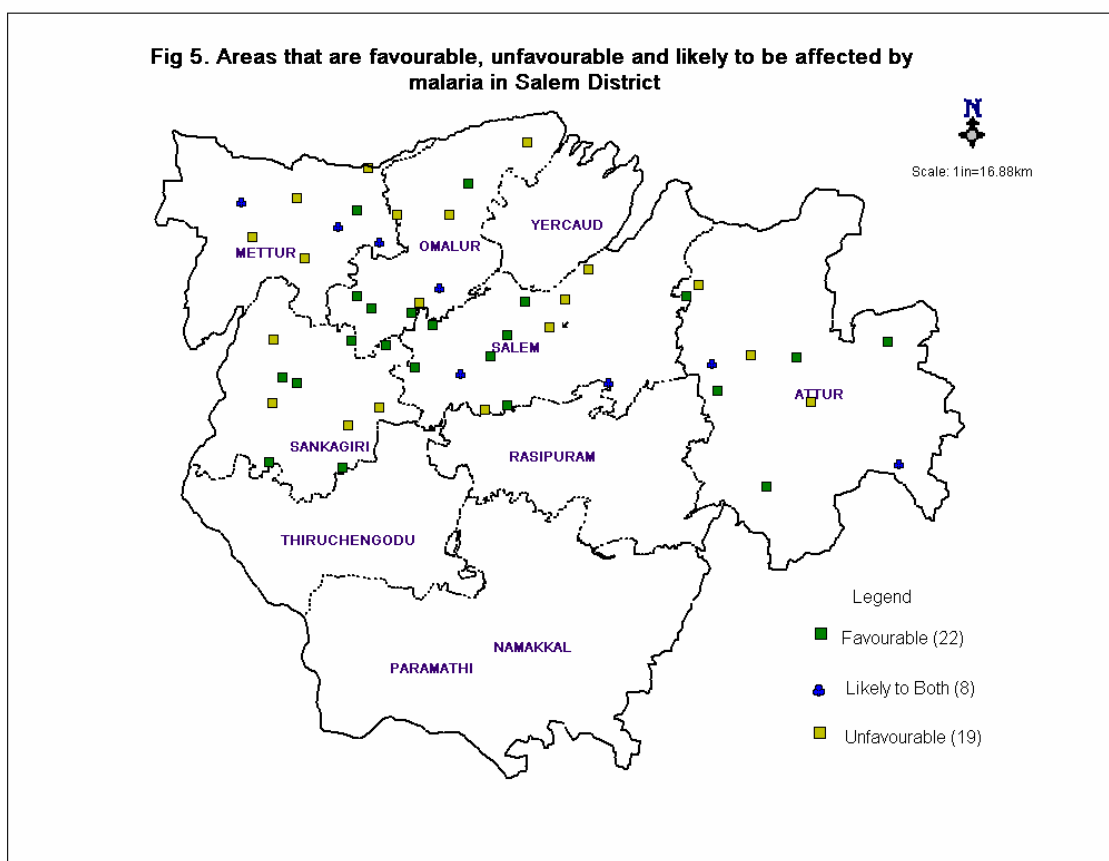 Fig 5. Areas that are favourable, unfavourable and likely to be affected by
malaria in Salem District
N
Scale: 1in=16.88km
YERCAUD
METTUR
OMALUR
SALEM
ATTUR
SANKAGIRI
RASIPURAM
THIRUCHENGODU
NAMAKKAL
PARAMATHI
Legend
Favourable (22)
Likely to Both (8)
Unfavourable (19)